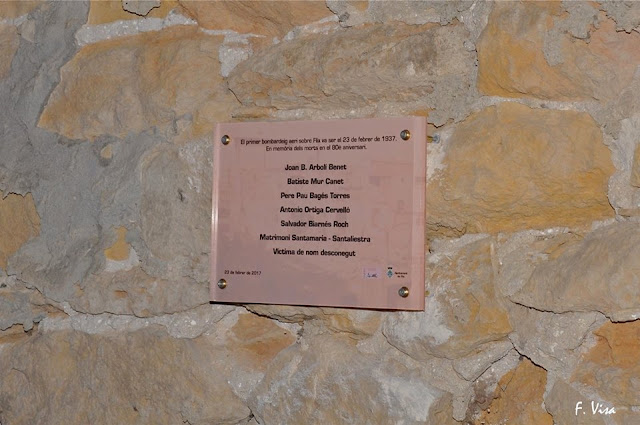 El primer bombardeig aeri sobre Flix va ser el 23 de febrer de 1937.
En memòria dels morts en el 80è aniversari.
Joan B. Arbolí Benet
Batiste Mur Canet
Pere Pau Bagés Torres
Antonio Ortiga Cervelló
Salvador Biarnés Roch
Matrimoni Santamaria - Santaliestra
Víctima de nom desconegut
23 de febrer de 2017
F. Visa